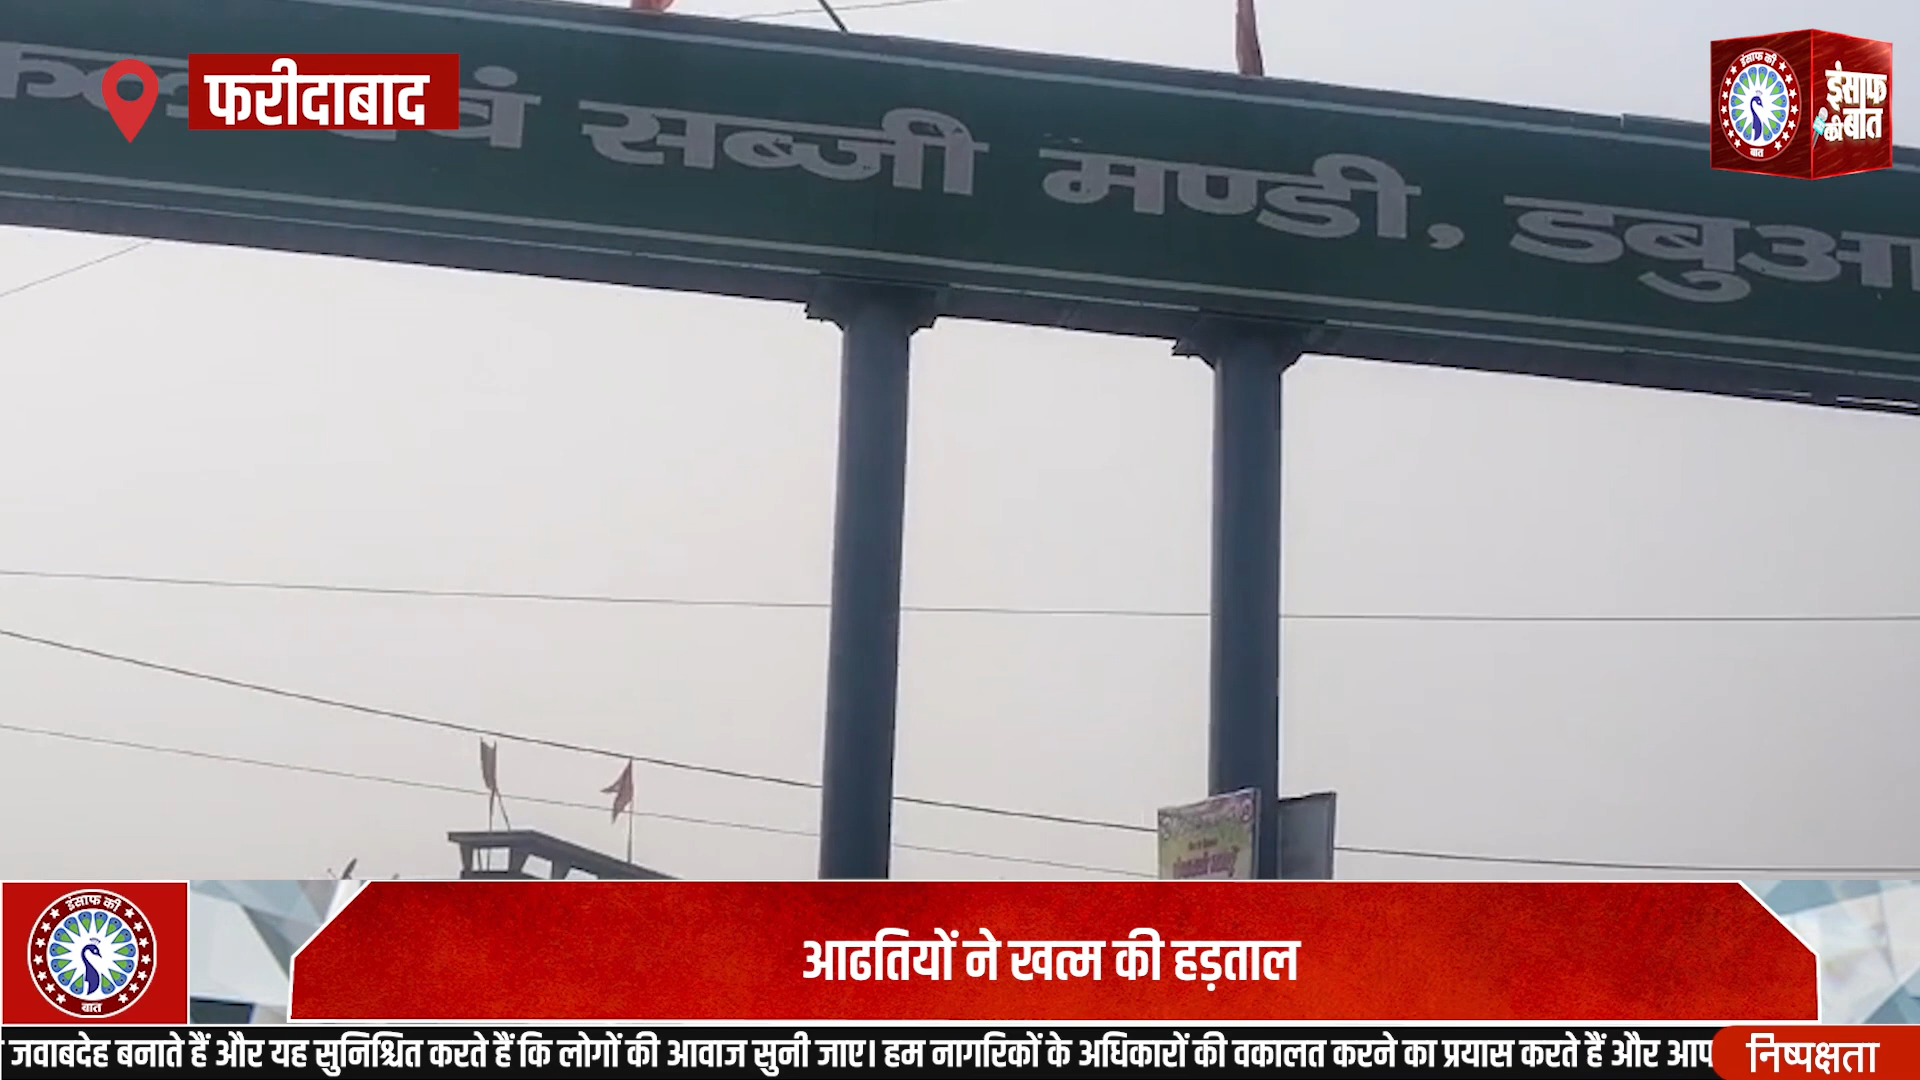 फरीदाबाद
एवं सब्जी मण्डी, डबुआ
इंसाफ की बात
इंसाफ की बात
आढतियों ने खत्म की हड़ताल
इंसाफ की बात
जवाबदेह बनाते हैं और यह सुनिश्चित करते हैं कि लोगों की आवाज सुनी जाए। हम नागरिकों के अधिकारों की वकालत करने का प्रयास करते हैं और आप
निष्पक्षता